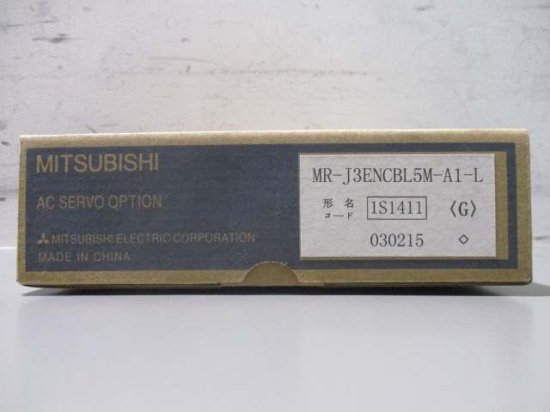 MITSUBISHI
AC SERVO OPTION
MITSUBISHI ELECTRIC CORPORATION
MADE IN CHINA
MR-J3ENCBL5M-A1-L
形名
コード
1S1411
〈G〉
030215